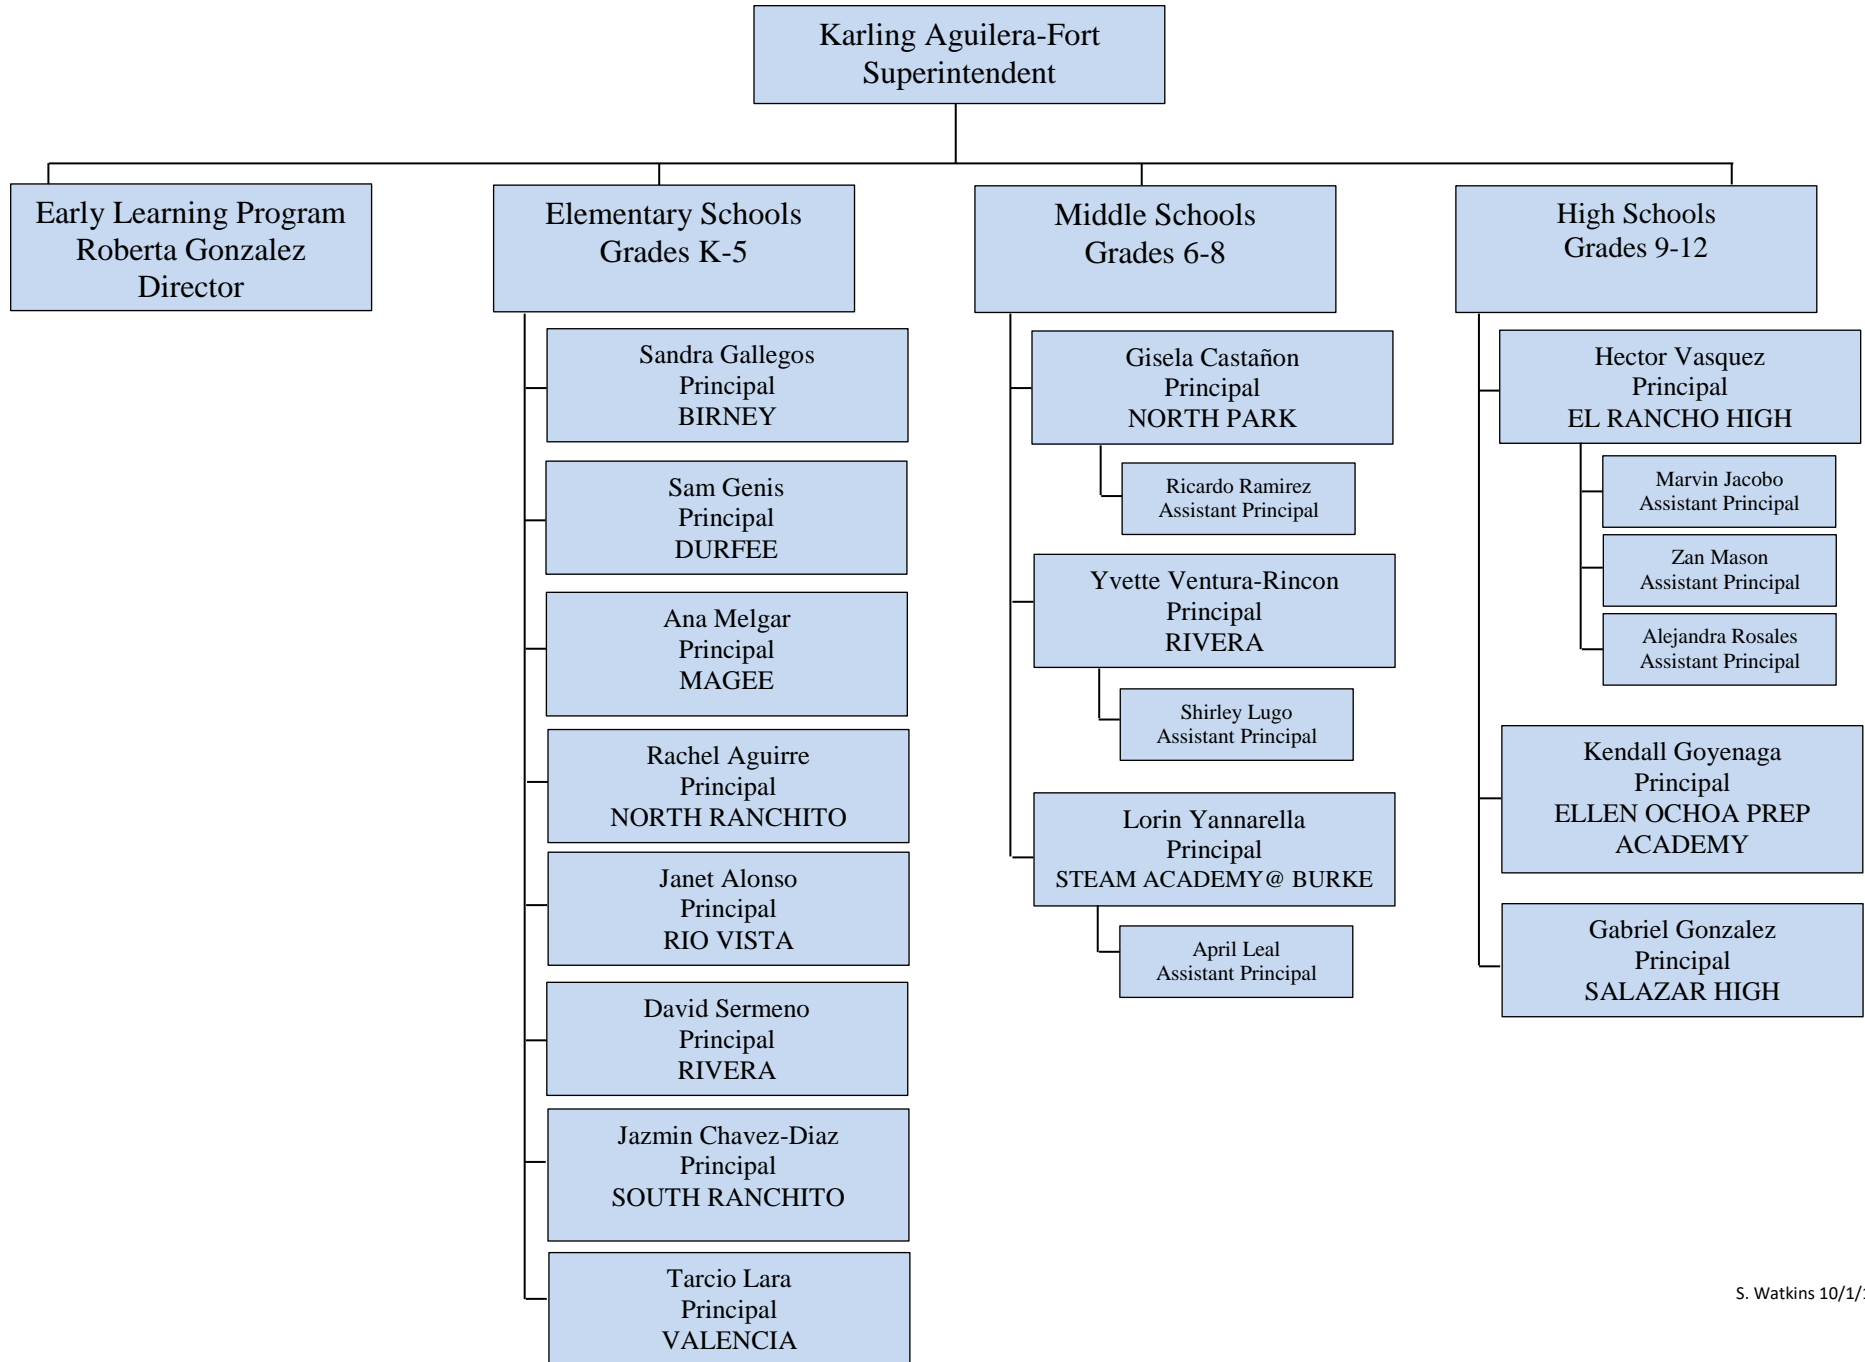 Karling Aguilera-Fort
Superintendent
Early Learning Program
Roberta Gonzalez
Director
Elementary Schools
Grades K-5
Sandra Gallegos
Principal
BIRNEY
Sam Genis
Principal
DURFEE
Ana Melgar
Principal
MAGEE
Rachel Aguirre
Principal
NORTH RANCHITO
Janet Alonso
Principal
RIO VISTA
David Sermeno
Principal
RIVERA
Jazmin Chavez-Diaz
Principal
SOUTH RANCHITO
Tarcio Lara
Principal
VALENCIA
Middle Schools
Grades 6-8
Gisela Castañon
Principal
NORTH PARK
Ricardo Ramirez
Assistant Principal
Yvette Ventura-Rincon
Principal
RIVERA
Shirley Lugo
Assistant Principal
Lorin Yannarella
Principal
STEAM ACADEMY@ BURKE
April Leal
Assistant Principal
High Schools
Grades 9-12
Hector Vasquez
Principal
EL RANCHO HIGH
Marvin Jacobo
Assistant Principal
Zan Mason
Assistant Principal
Alejandra Rosales
Assistant Principal
Kendall Goyenaga
Principal
ELLEN OCHOA PREP
ACADEMY
Gabriel Gonzalez
Principal
SALAZAR HIGH
S. Watkins